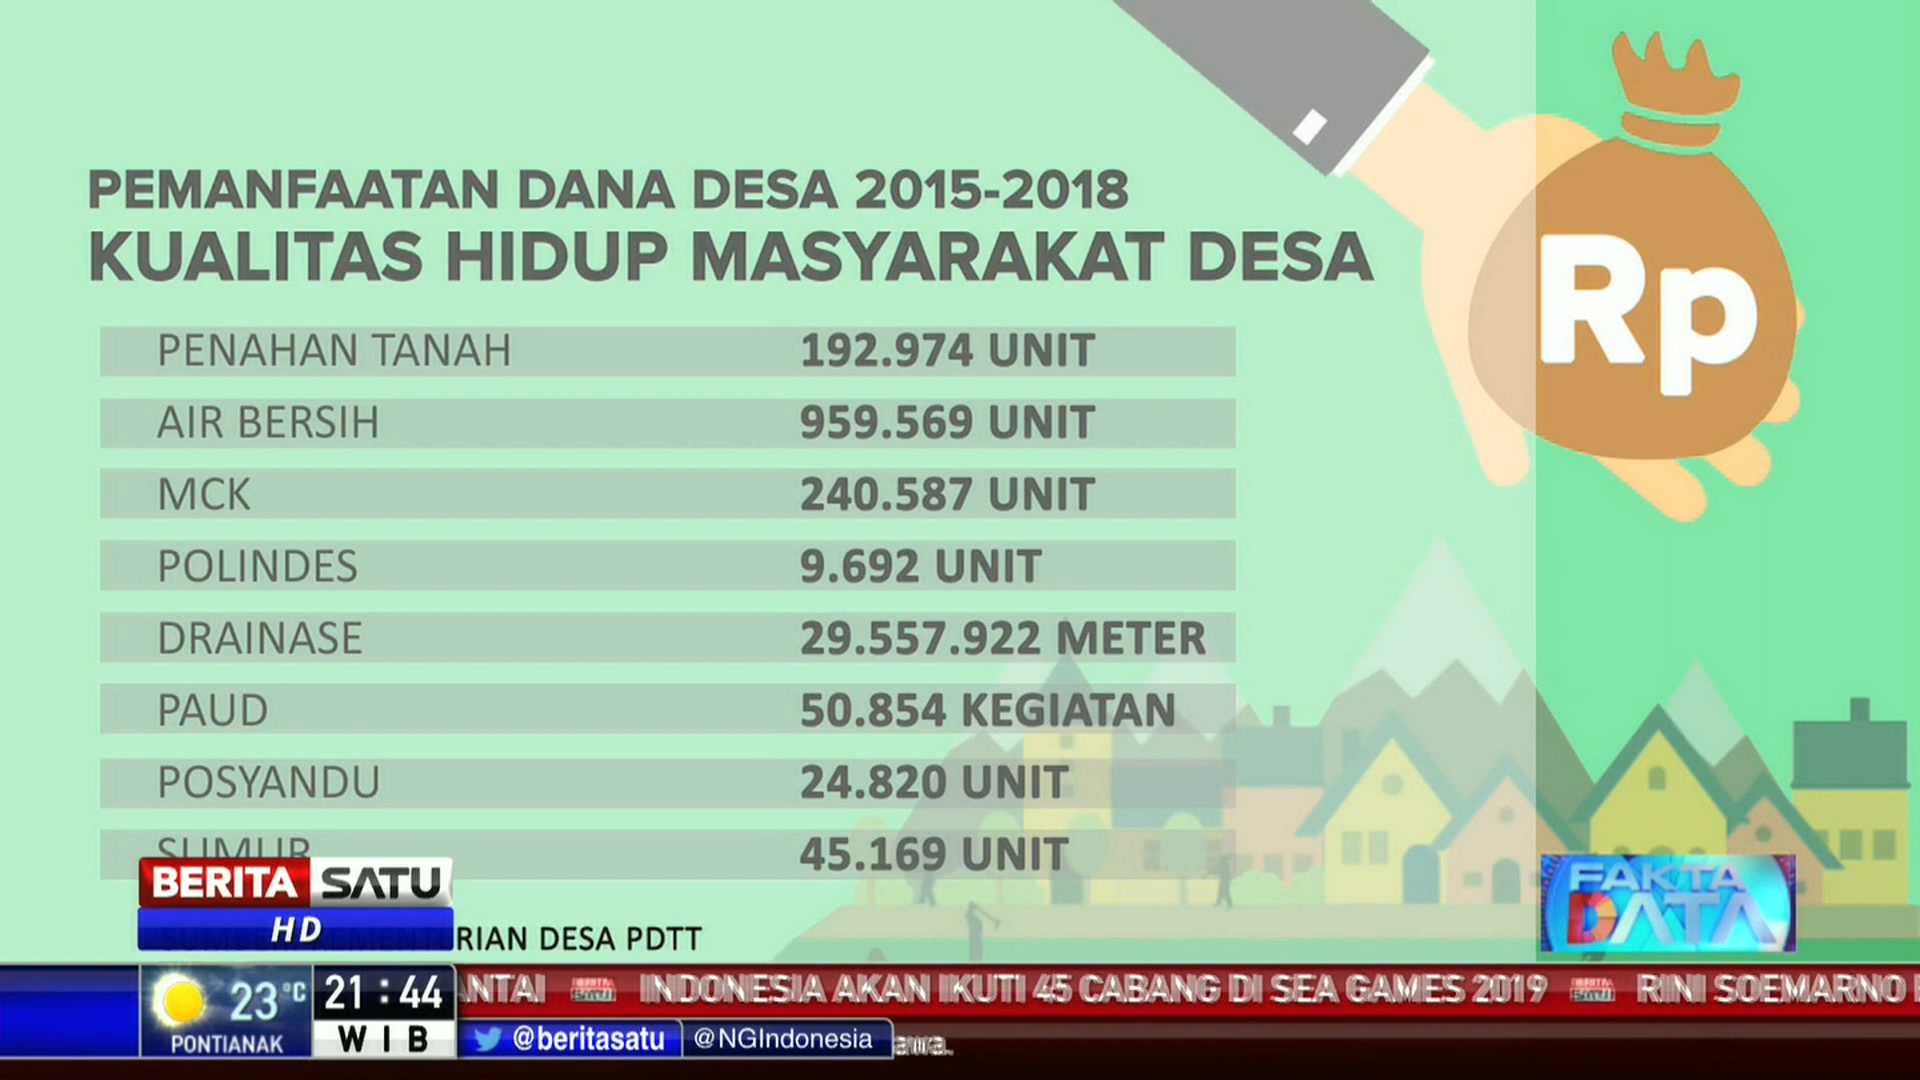 PEMANFAATAN DANA DESA 2015-2018
KUALITAS HIDUP MASYARAKAT DESA
Rp
PENAHAN TANAH 192.974 UNIT
AIR BERSIH 959.569 UNIT
MCK 240.587 UNIT
POLINDES 9.692 UNIT
DRAINASE 29.557.922 METER
PAUD 50.854 KEGIATAN
POSYANDU 24.820 UNIT
SUMUR 45.169 UNIT
BERITA SATU
HD
RIAN DESA PDTT
FAKTA
DATA
23°C
PONTIANAK
21:44
WIB
NTAI INDONESIA AKAN IKUTI 45 CABANG DI SEA GAMES 2019 RINI SOEMARNO
@beritasatu @NGIndonesia awa.